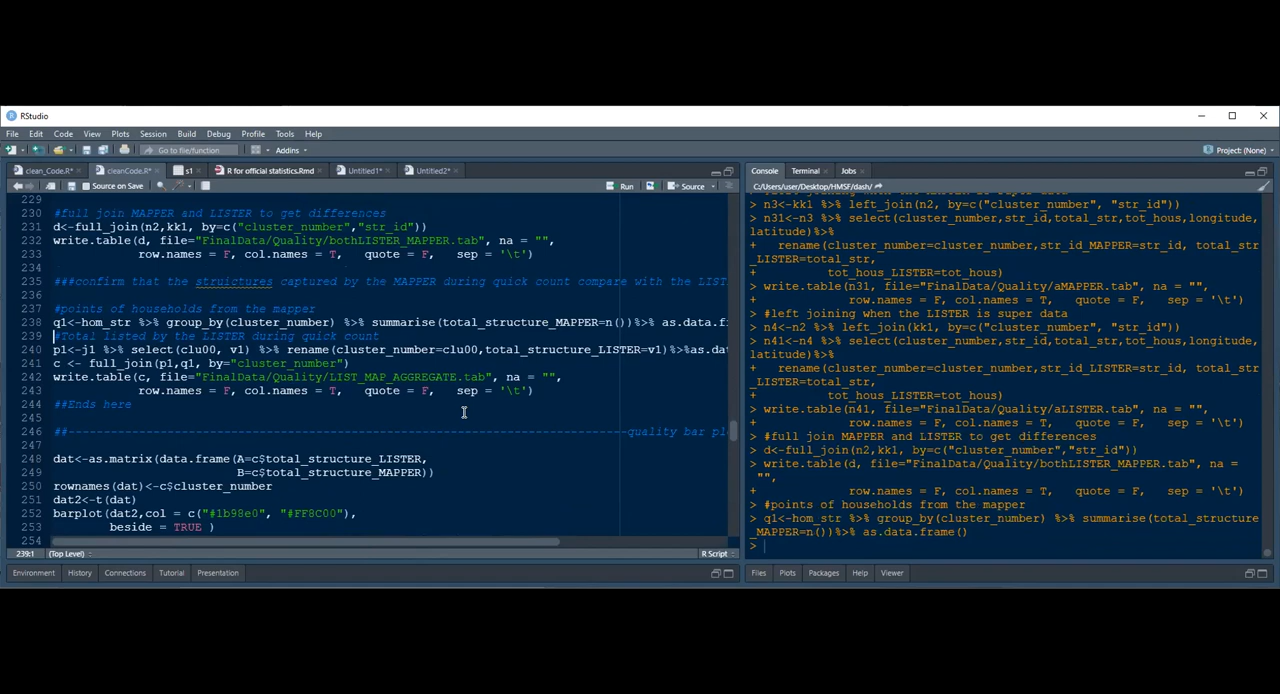 RStudio
File Edit Code View Plots Session Build Debug Profile Tools Help
Go to file/function Addins Project: (None)
clean_Code.R* cleanCode.R* s1 R for official statistics.Rmd Untitled1* Untitled2*
Source on Save Run Source
229
230 #full join MAPPER and LISTER to get differences
231 d<-full_join(n2,kk1, by=c("cluster_number","str_id"))
232 write.table(d, file="FinalData/Quality/bothLISTER_MAPPER.tab", na = "",
233 row.names = F, col.names = T, quote = F, sep = '\t')
234
235 ###confirm that the struictures captured by the MAPPER during quick count compare with the LIST
236
237 #points of households from the mapper
238 q1<-hom_str %>% group_by(cluster_number) %>% summarise(total_structure_MAPPER=n())%>% as.data.f
239 #Total listed by the LISTER during quick count
240 p1<-j1 %>% select(clu00, v1) %>% rename(cluster_number=clu00,total_structure_LISTER=v1)%>%as.dat
241 c <- full_join(p1,q1, by="cluster_number")
242 write.table(c, file="FinalData/Quality/LIST_MAP_AGGREGATE.tab", na = "",
243 row.names = F, col.names = T, quote = F, sep = '\t')
244 ##Ends here
245
246 ##------------------------------------------------------------------------------quality bar pl
247
248 dat<-as.matrix(data.frame(A=c$total_structure_LISTER,
249 B=c$total_structure_MAPPER))
250 rownames(dat)<-c$cluster_number
251 dat2<-t(dat)
252 barplot(dat2,col = c("#1b98e0", "#FF8C00"),
253 beside = TRUE )
254
239:1 (Top Level) R Script
Environment History Connections Tutorial Presentation
Console Terminal Jobs
C:/Users/user/Desktop/HMSF/dash/
> n3<-kk1 %>% left_join(n2, by=c("cluster_number", "str_id"))
> n31<-n3 %>% select(cluster_number,str_id,total_str,tot_hous,longitude,
latitude)%>%
+ rename(cluster_number=cluster_number,str_id_MAPPER=str_id, total_str
_LISTER=total_str,
+ tot_hous_LISTER=tot_hous)
> write.table(n31, file="FinalData/Quality/aMAPPER.tab", na = "",
+ row.names = F, col.names = T, quote = F, sep = '\t')
> #left joining when the LISTER is super data
> n4<-n2 %>% left_join(kk1, by=c("cluster_number", "str_id"))
> n41<-n4 %>% select(cluster_number,str_id,total_str,tot_hous,longitude,
latitude)%>%
+ rename(cluster_number=cluster_number,str_id_LISTER=str_id, total_str
_LISTER=total_str,
+ tot_hous_LISTER=tot_hous)
> write.table(n41, file="FinalData/Quality/aLISTER.tab", na = "",
+ row.names = F, col.names = T, quote = F, sep = '\t')
> #full join MAPPER and LISTER to get differences
> d<-full_join(n2,kk1, by=c("cluster_number","str_id"))
> write.table(d, file="FinalData/Quality/bothLISTER_MAPPER.tab", na =
"",
+ row.names = F, col.names = T, quote = F, sep = '\t')
> #points of households from the mapper
> q1<-hom_str %>% group_by(cluster_number) %>% summarise(total_structure
_MAPPER=n())%>% as.data.frame()
>
Files Plots Packages Help Viewer